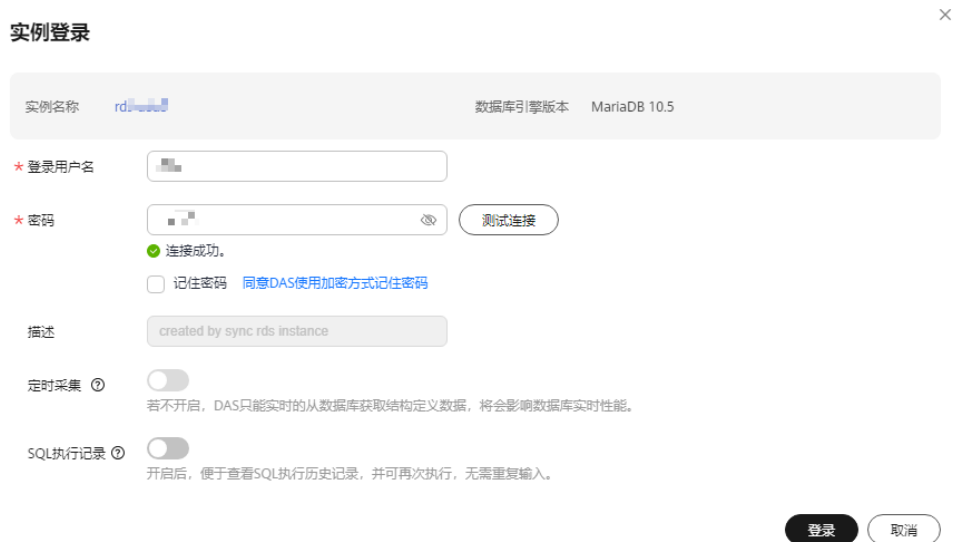 实例登录
实例名称 数据库引擎版本 MariaDB 10.5
* 登录用户名
* 密码 测试连接
连接成功。
记住密码 同意DAS使用加密方式记住密码
描述 created by sync rds instance
定时采集
若不开启，DAS只能实时的从数据库获取结构定义数据，将会影响数据库实时性能。
SQL执行记录
开启后，便于查看SQL执行历史记录，并可再次执行，无需重复输入。
登录 取消